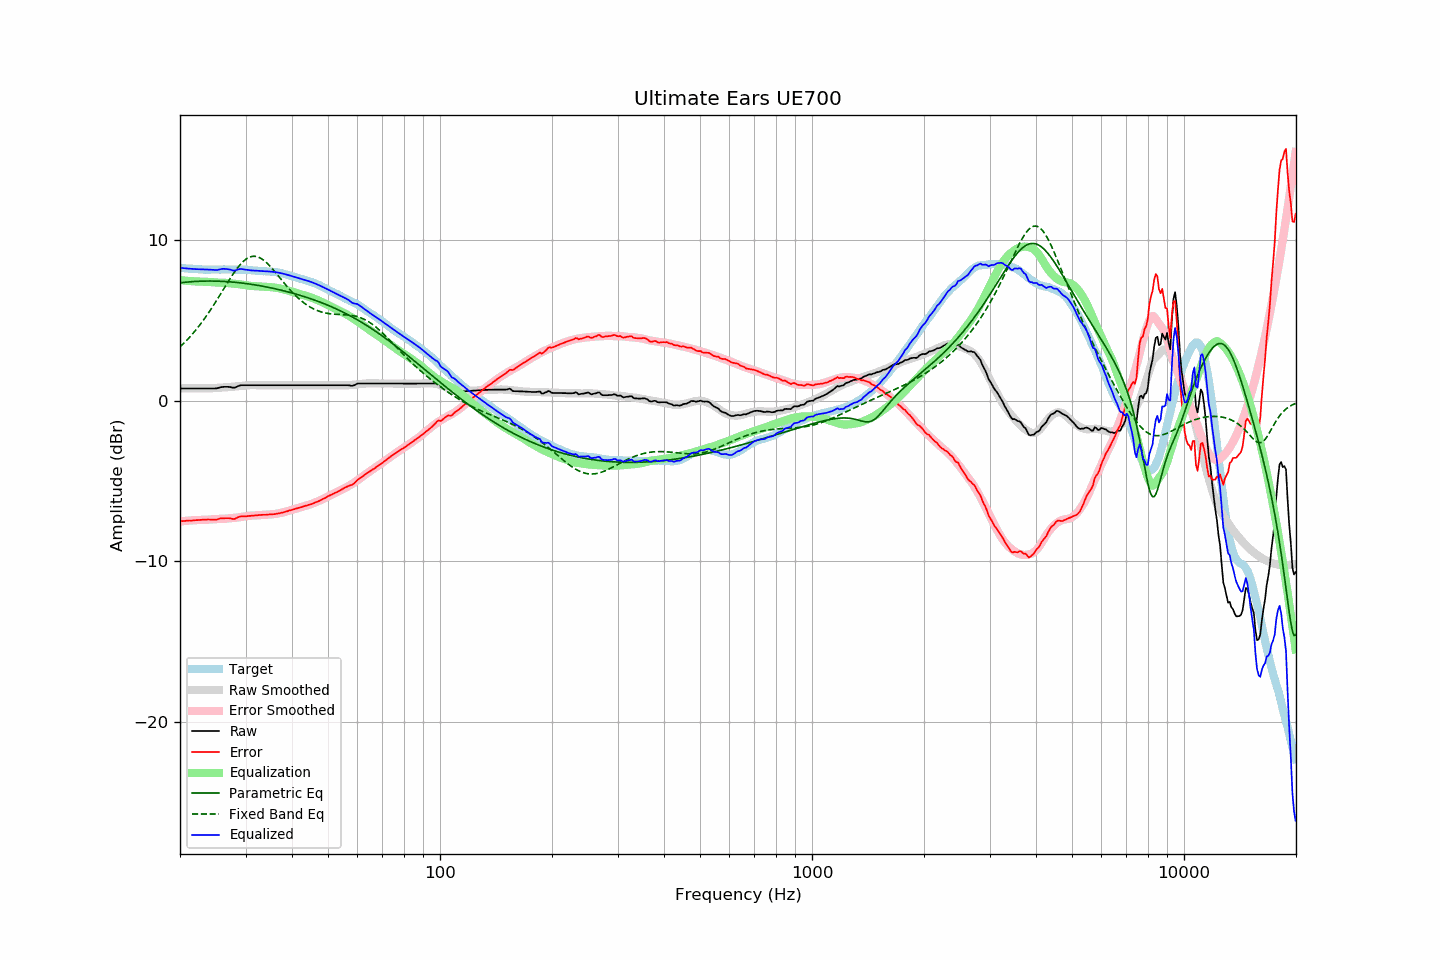 Ultimate Ears UE700
Amplitude (dBr)
10
0
−10
−20
Target
Raw Smoothed
Error Smoothed
Raw
Error
Equalization
Parametric Eq
Fixed Band Eq
Equalized
100
1000
10000
Frequency (Hz)